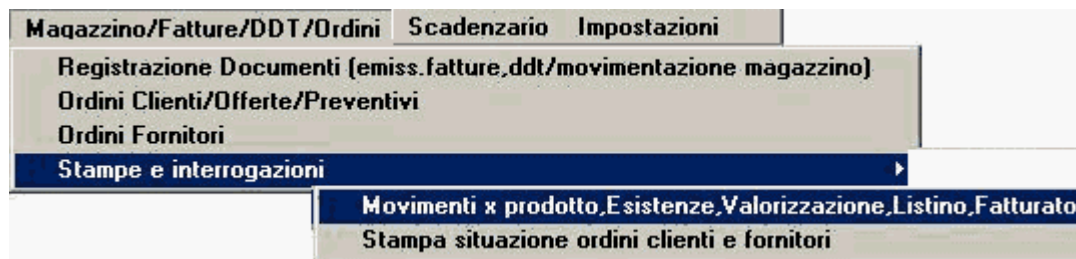 Magazzino/Fatture/DDT/Ordini Scadenzario Impostazioni
Registrazione Documenti (emiss.fatture,ddt/movimentazione magazzino)
Ordini Clienti/Offerte/Preventivi
Ordini Fornitori
Stampe e interrogazioni
Movimenti x prodotto,Esistenze,Valorizzazione,Listino,Fatturato
Stampa situazione ordini clienti e fornitori